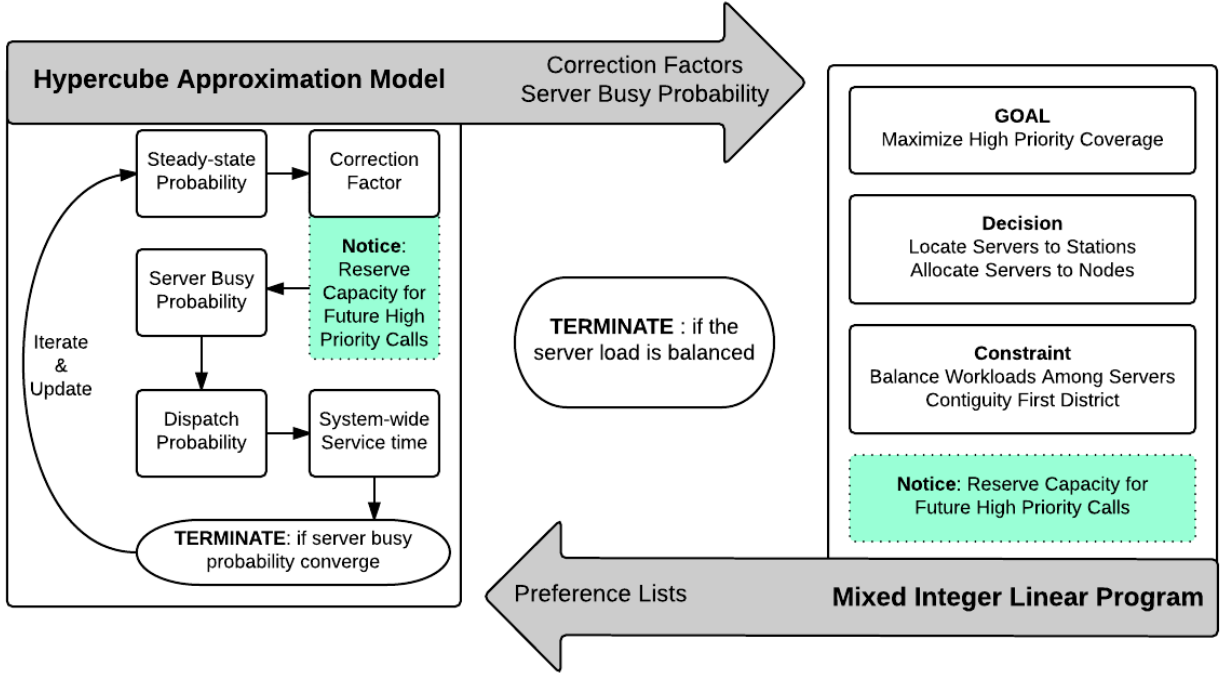 Hypercube Approximation Model
Correction Factors
Server Busy Probability
Steady-state
Probability
Correction
Factor
Notice:
Reserve
Capacity for
Future High
Priority Calls
Server Busy
Probability
Iterate
&
Update
Dispatch
Probability
System-wide
Service time
TERMINATE: if server busy
probability converge
TERMINATE : if the
server load is balanced
GOAL
Maximize High Priority Coverage
Decision
Locate Servers to Stations
Allocate Servers to Nodes
Constraint
Balance Workloads Among Servers
Contiguity First District
Notice: Reserve Capacity for
Future High Priority Calls
Preference Lists
Mixed Integer Linear Program